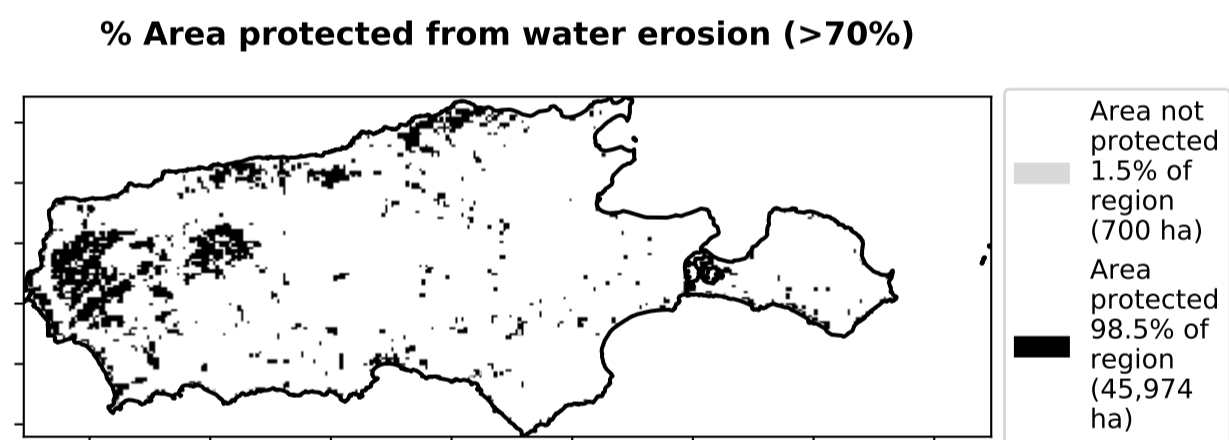 % Area protected from water erosion (>70%)
Area not
protected
1.5% of
region
(700 ha)
Area
protected
98.5% of
region
(45,974
ha)